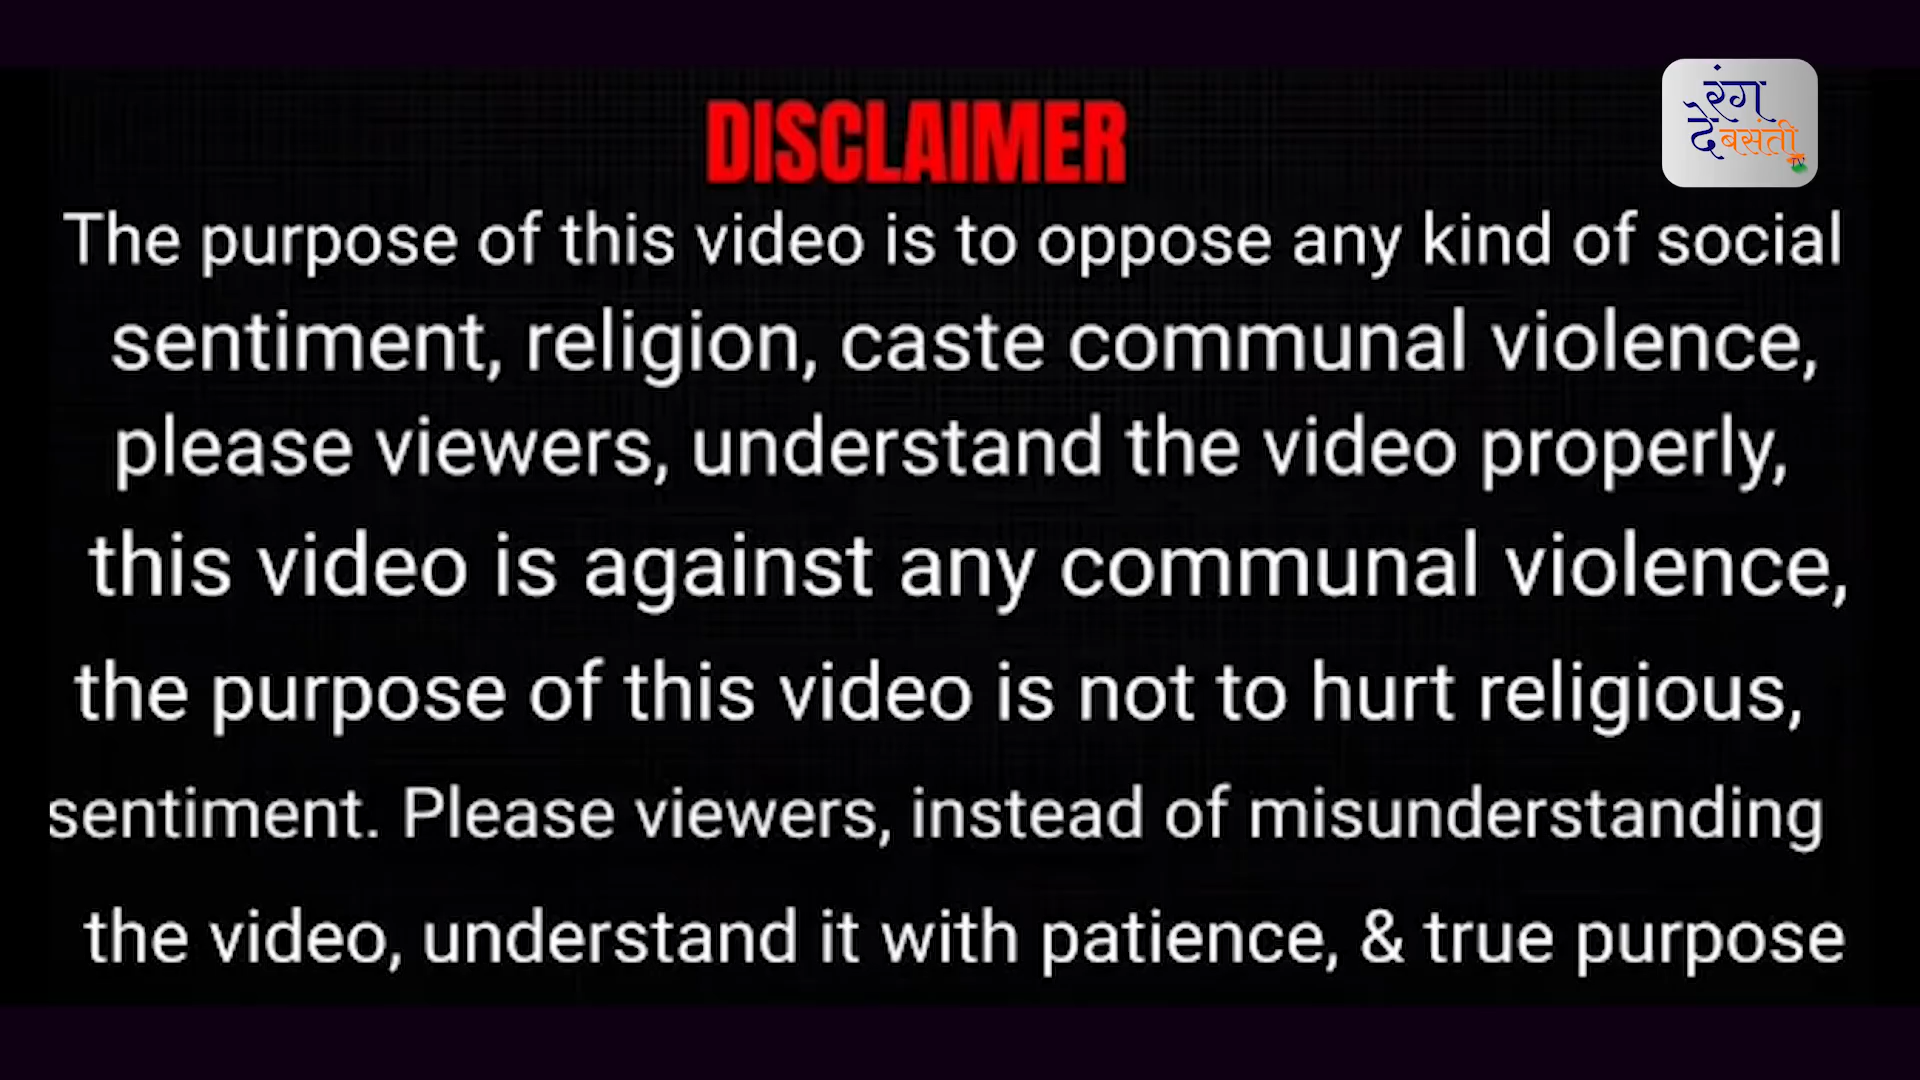 रंग
दे बसंती
DISCLAIMER
The purpose of this video is to oppose any kind of social
sentiment, religion, caste communal violence,
please viewers, understand the video properly,
this video is against any communal violence,
the purpose of this video is not to hurt religious,
sentiment. Please viewers, instead of misunderstanding
the video, understand it with patience, & true purpose